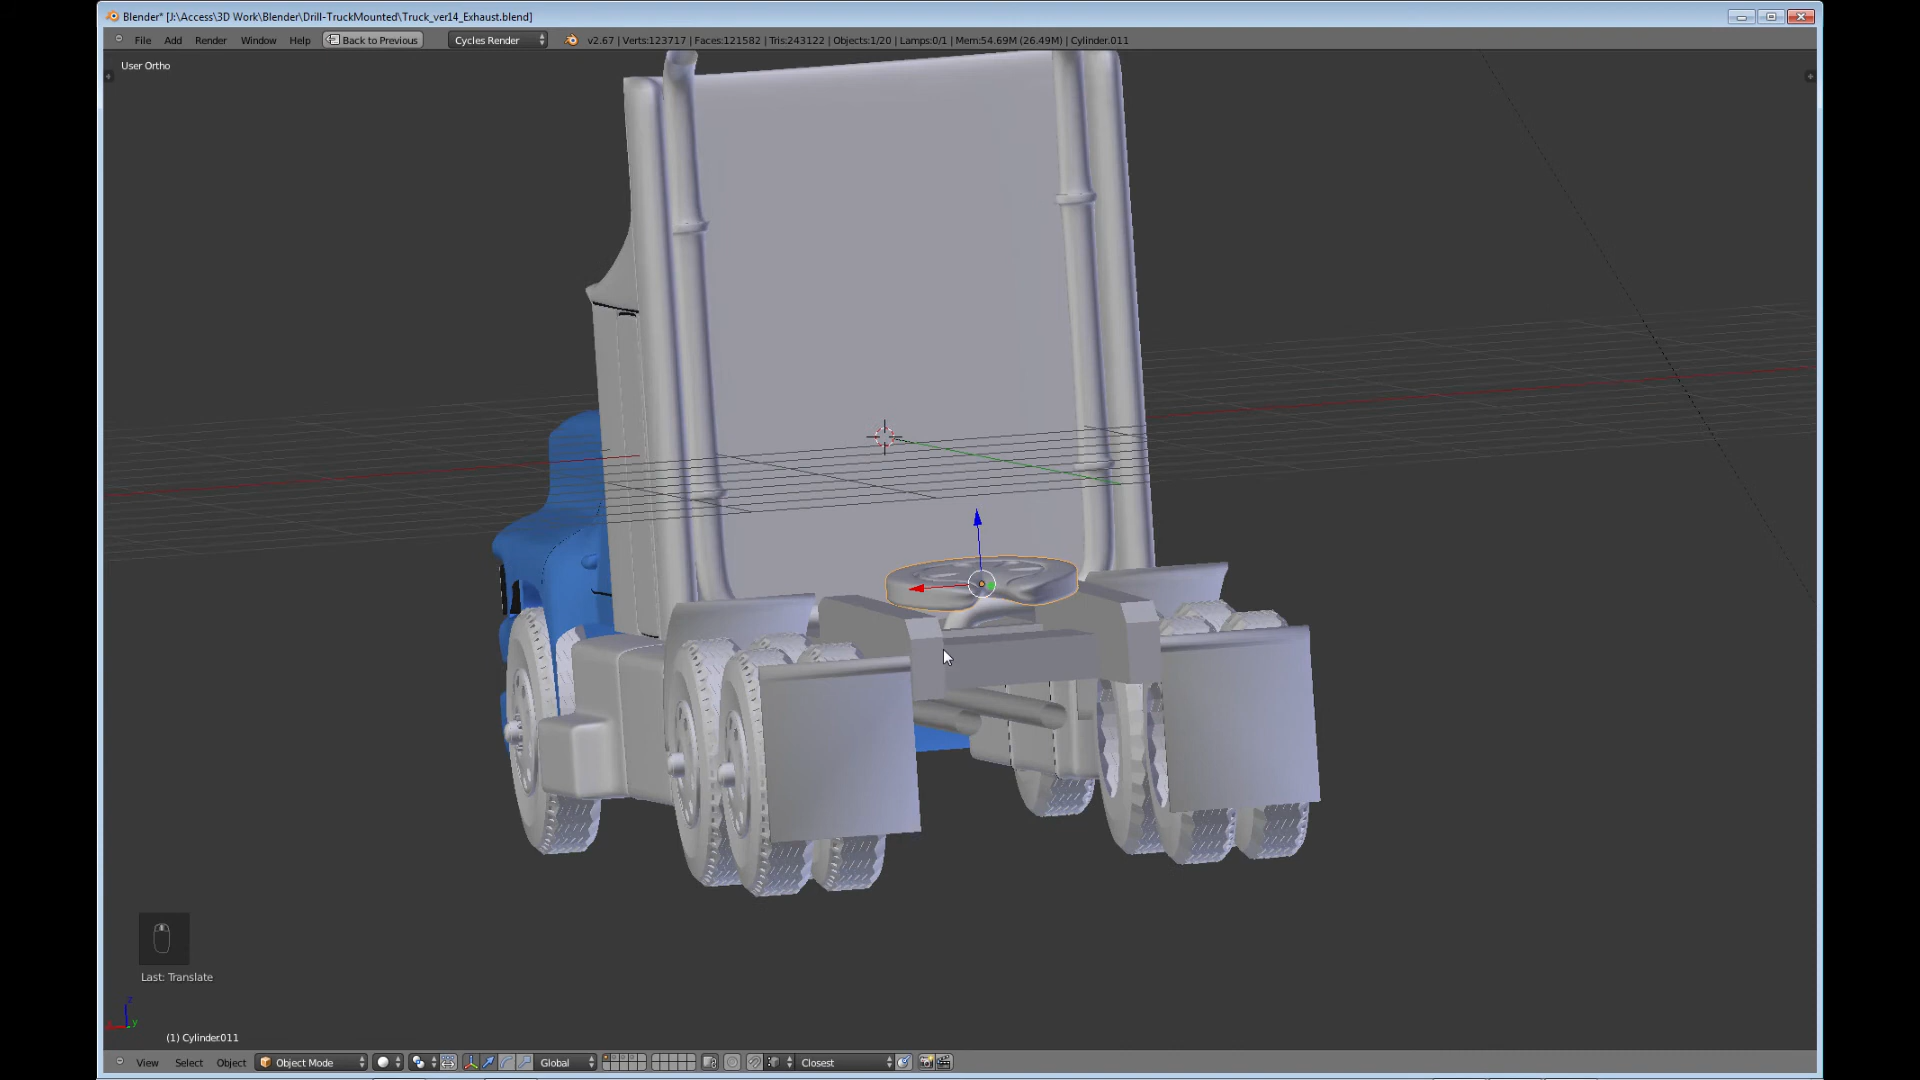 Blender* [J:\Access\3D Work\Blender\Drill-TruckMounted\Truck_ver14_Exhaust.blend]
File Add Render Window Help Back to Previous Cycles Render v2.67 | Verts:123717 | Faces:121582 | Tris:243122 | Objects:1/20 | Lamps:0/1 | Mem:54.69M (26.49M) | Cylinder.011
User Ortho
Last: Translate
z
y
(1) Cylinder.011
View Select Object Object Mode Global Closest